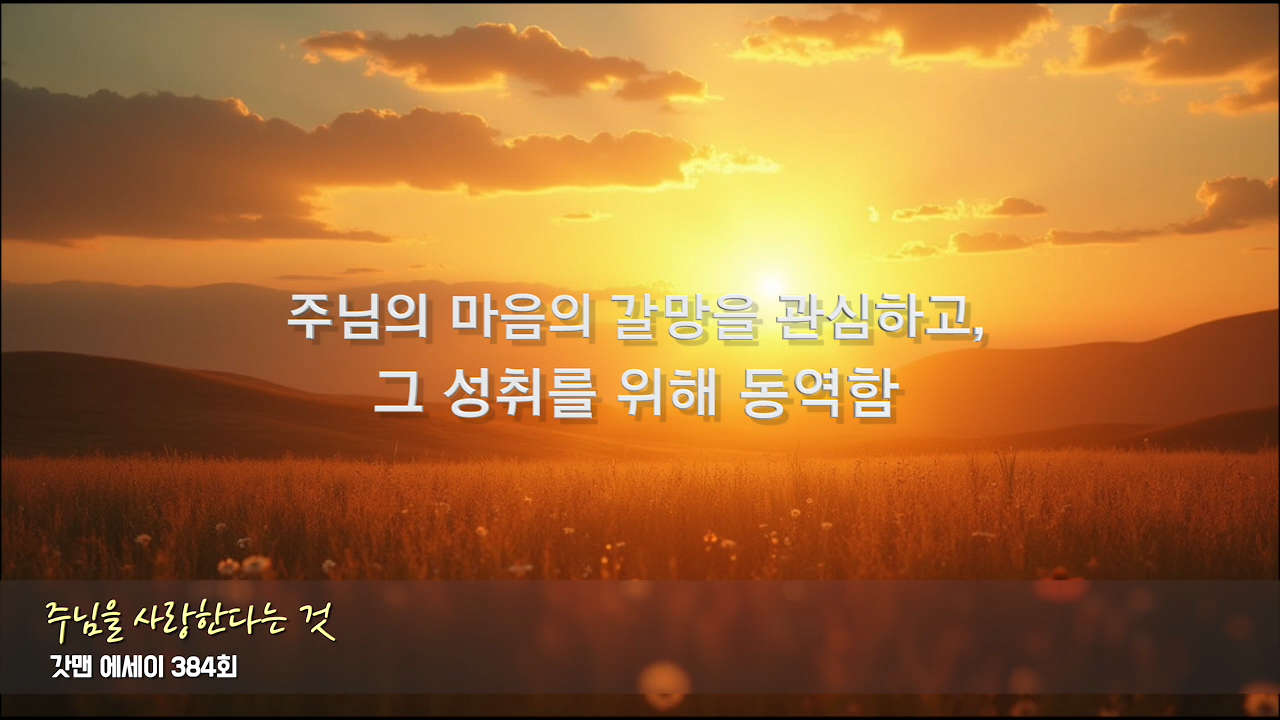 주님의 마음의 갈망을 관심하고,
그 성취를 위해 동역함
주님을 사랑한다는 것
갓맨 에세이 384회